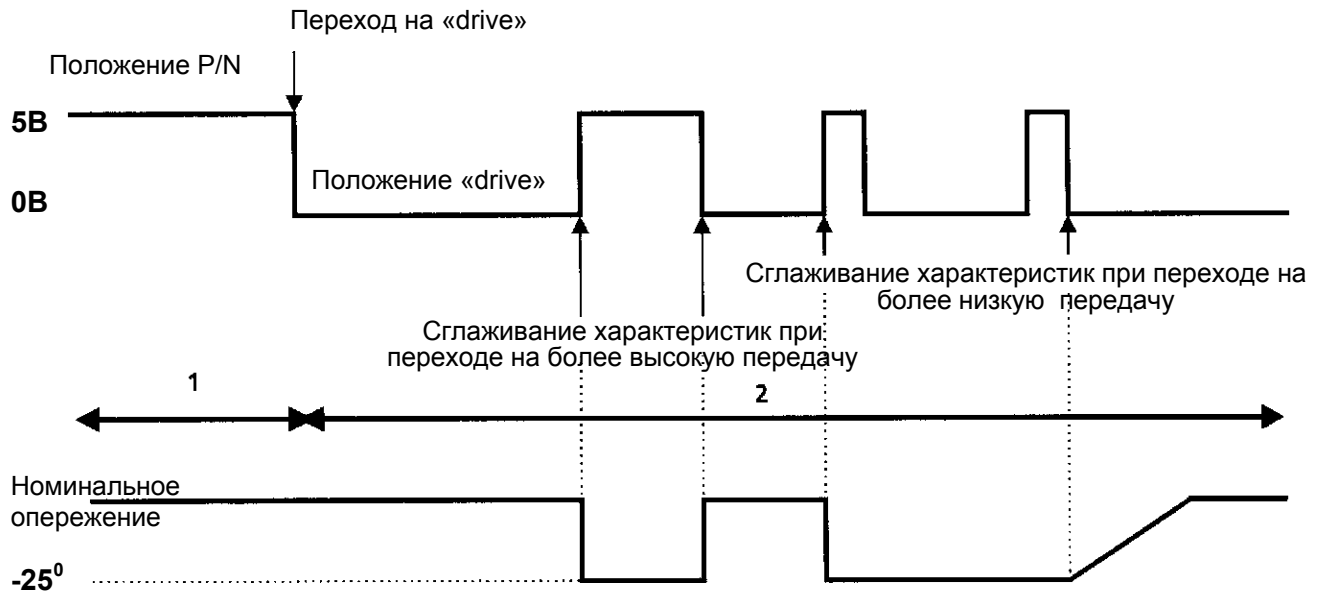 Переход на «drive»
Положение P/N
5В
Положение «drive»
0В
Сглаживание характеристик при переходе на
более низкую передачу
Сглаживание характеристик при
переходе на более высокую передачу
1
2
Номинальное
опережение
-25⁰